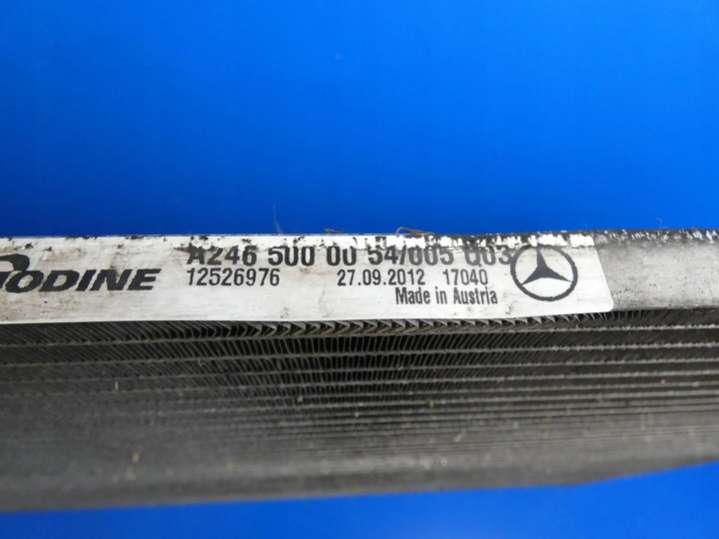 ODINE A246 500 00 54/005 003
12526976 27.09.2012 17040
Made in Austria